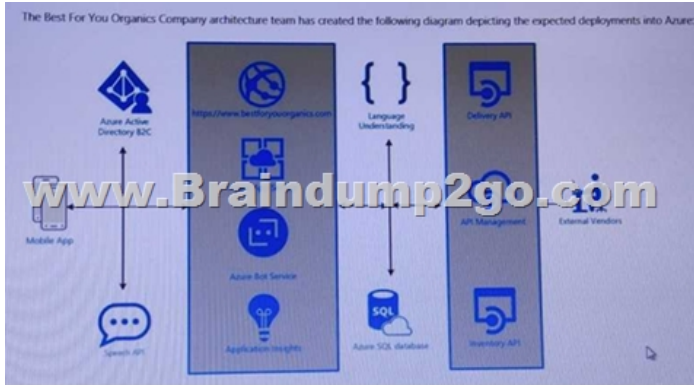 The Best For You Organics Company architecture team has created the following diagram depicting the expected deployments into Azure:
Azure Active
Directory B2C
https://www.bestforyouorganics.com
Language
Understanding
Delivery API
www.Braindump2go.com
Mobile App
API Management
External Vendors
Azure Bot Service
SQL
Speech API
Application Insights
Azure SQL database
Inventory API